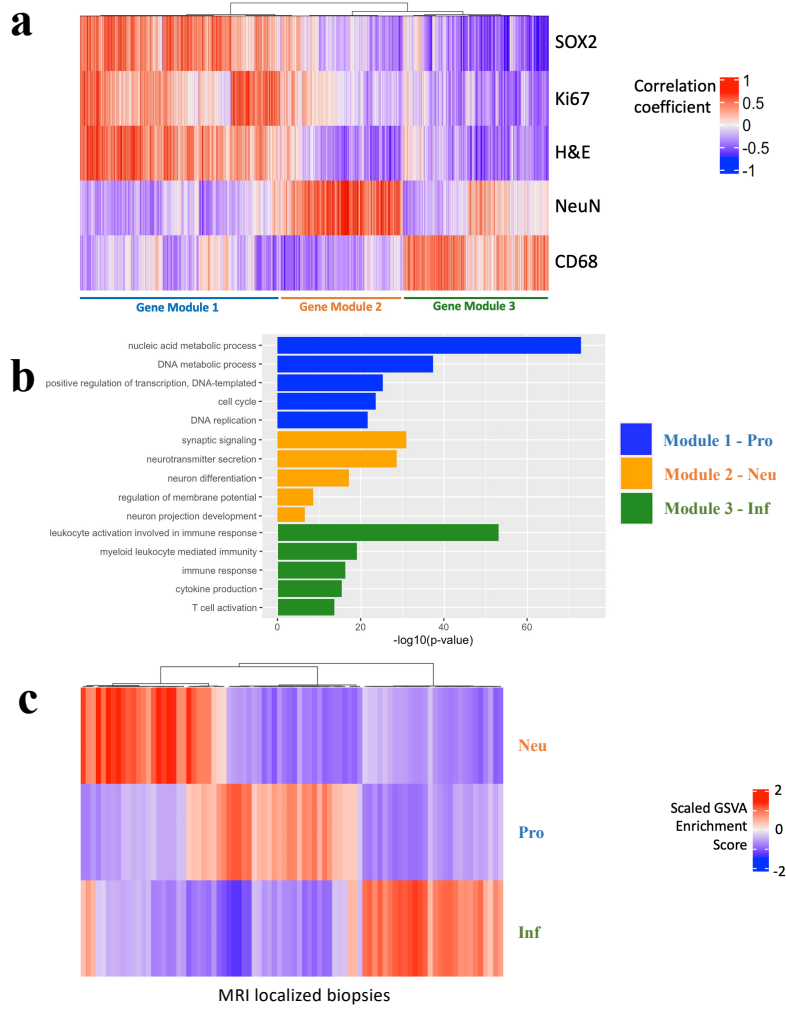 a
SOX2
Ki67
H&E
NeuN
CD68
Correlation
coefficient
1
0.5
0
-0.5
-1
Gene Module 1
Gene Module 2
Gene Module 3
b
nucleic acid metabolic process
DNA metabolic process
positive regulation of transcription, DNA-templated
cell cycle
DNA replication
synaptic signaling
neurotransmitter secretion
neuron differentiation
regulation of membrane potential
neuron projection development
leukocyte activation involved in immune response
myeloid leukocyte mediated immunity
immune response
cytokine production
T cell activation
0 20 40 60
-log10(p-value)
Module 1 - Pro
Module 2 - Neu
Module 3 - Inf
c
Neu
Pro
Inf
Scaled GSVA
Enrichment
Score
2
0
-2
MRI localized biopsies